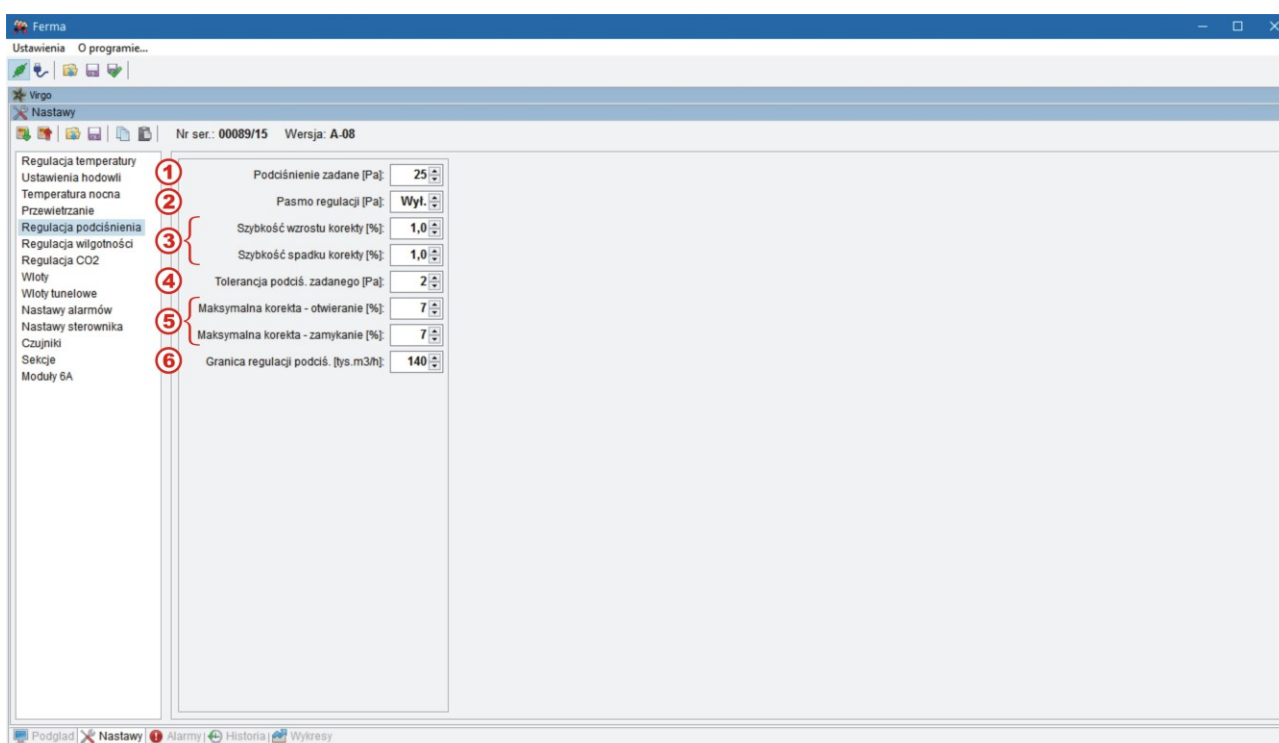 Ferma
Ustawienia O programie...
Virgo
Nastawy
Nr ser.: 00089/15 Wersja: A-08
Regulacja temperatury
Ustawienia hodowli
Temperatura nocna
Przewietrzanie
Regulacja podciśnienia
Regulacja wilgotności
Regulacja CO2
Wloty
Wloty tunelowe
Nastawy alarmów
Nastawy sterownika
Czujniki
Sekcje
Moduły 6A
1 Podciśnienie zadane [Pa]: 25
2 Pasmo regulacji [Pa]: Wył.
3 Szybkość wzrostu korekty [%]: 1,0
Szybkość spadku korekty [%]: 1,0
4 Tolerancja podciś. zadanego [Pa]: 2
5 Maksymalna korekta - otwieranie [%]: 7
Maksymalna korekta - zamykanie [%]: 7
6 Granica regulacji podciś. [tys.m3/h]: 140
Podgląd Nastawy Alarmy Historia Wykresy